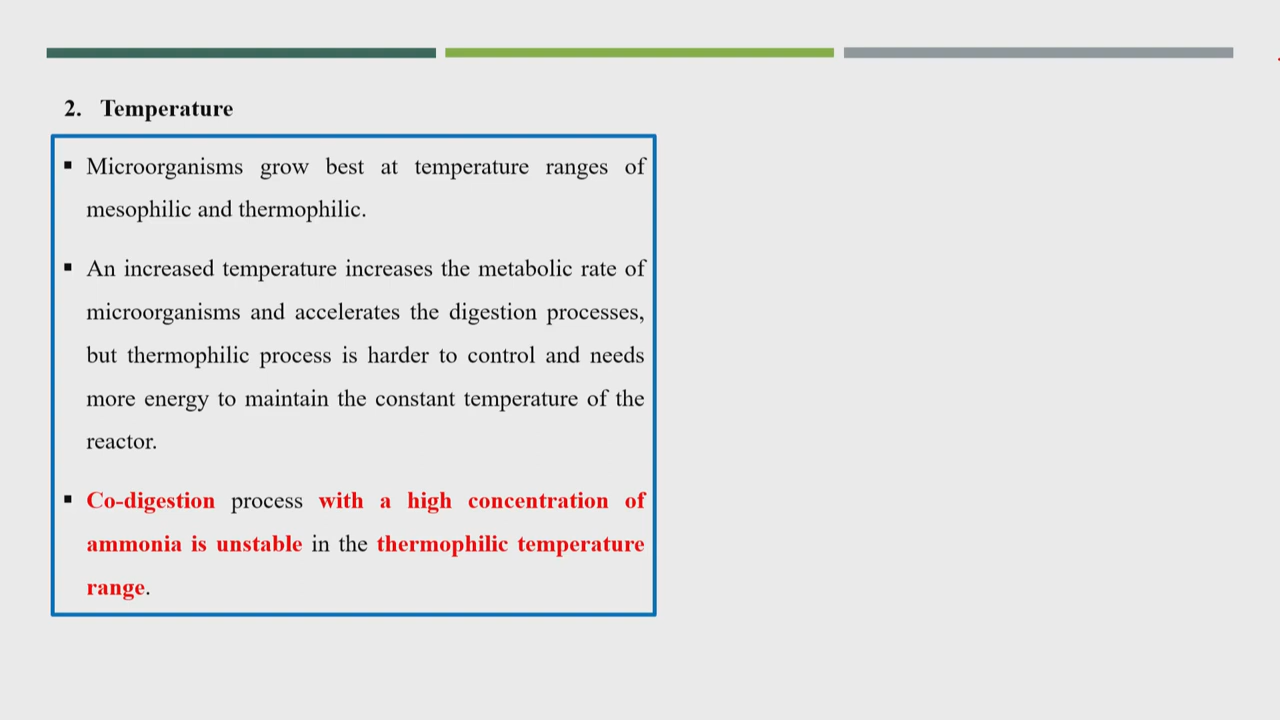 2. Temperature
▪ Microorganisms grow best at temperature ranges of
mesophilic and thermophilic.
▪ An increased temperature increases the metabolic rate of
microorganisms and accelerates the digestion processes,
but thermophilic process is harder to control and needs
more energy to maintain the constant temperature of the
reactor.
▪ Co-digestion process with a high concentration of
ammonia is unstable in the thermophilic temperature
range.